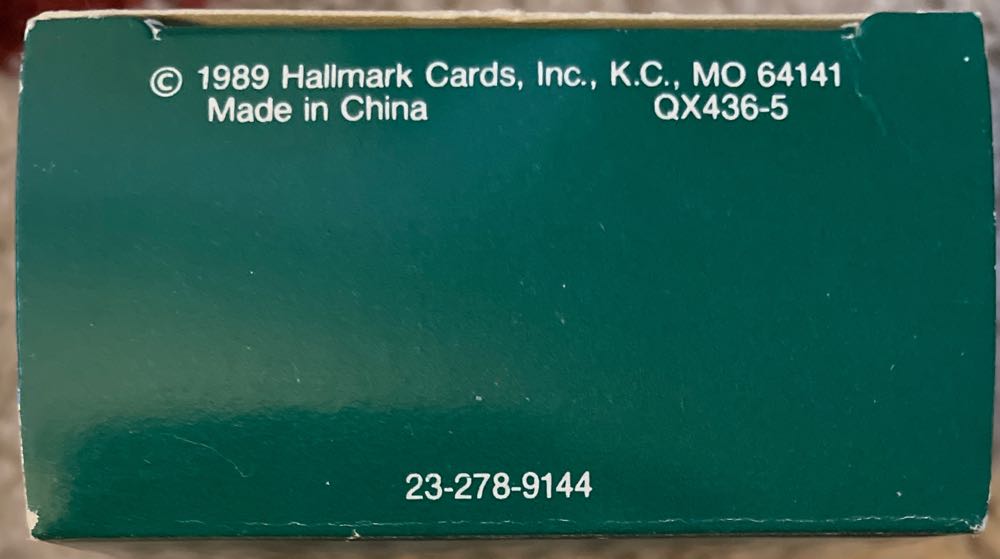 © 1989 Hallmark Cards, Inc., K.C., MO 64141
Made in China QX436-5
23-278-9144